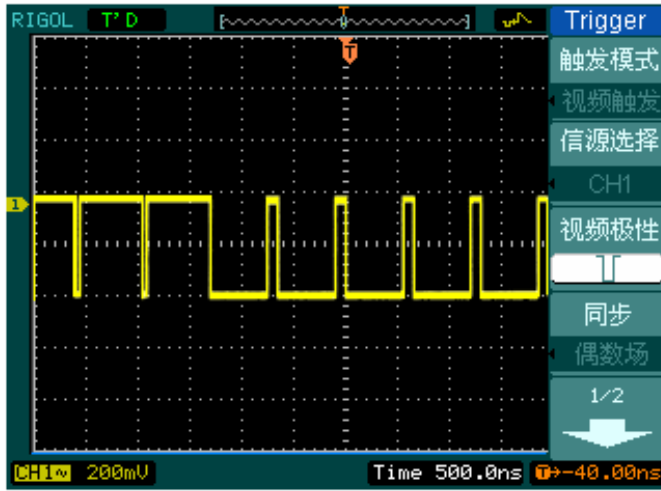 RIGOL T'D Trigger
T
T
触发模式
视频触发
信源选择
CH1
1
视频极性
同步
偶数场
1/2
CH1~ 200mV Time 500.0ns T→-40.00ns